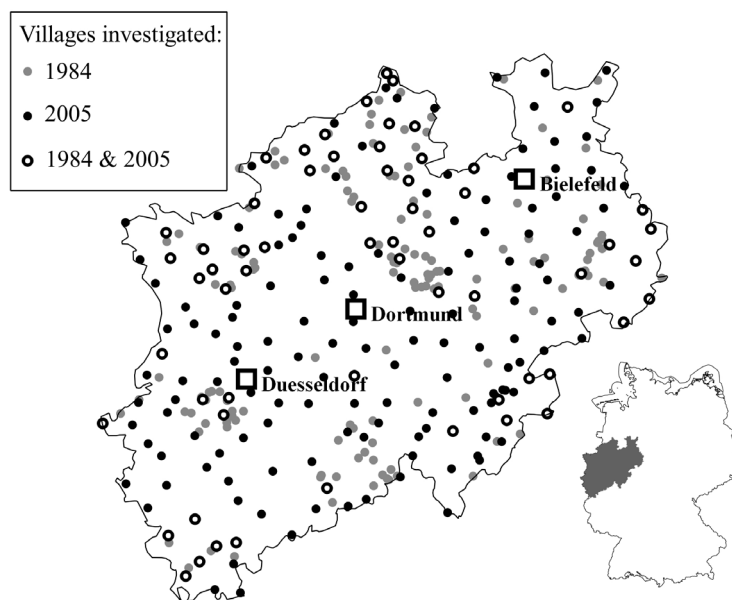 Villages investigated:
1984
2005
1984 & 2005
Bielefeld
Dortmund
Duesseldorf